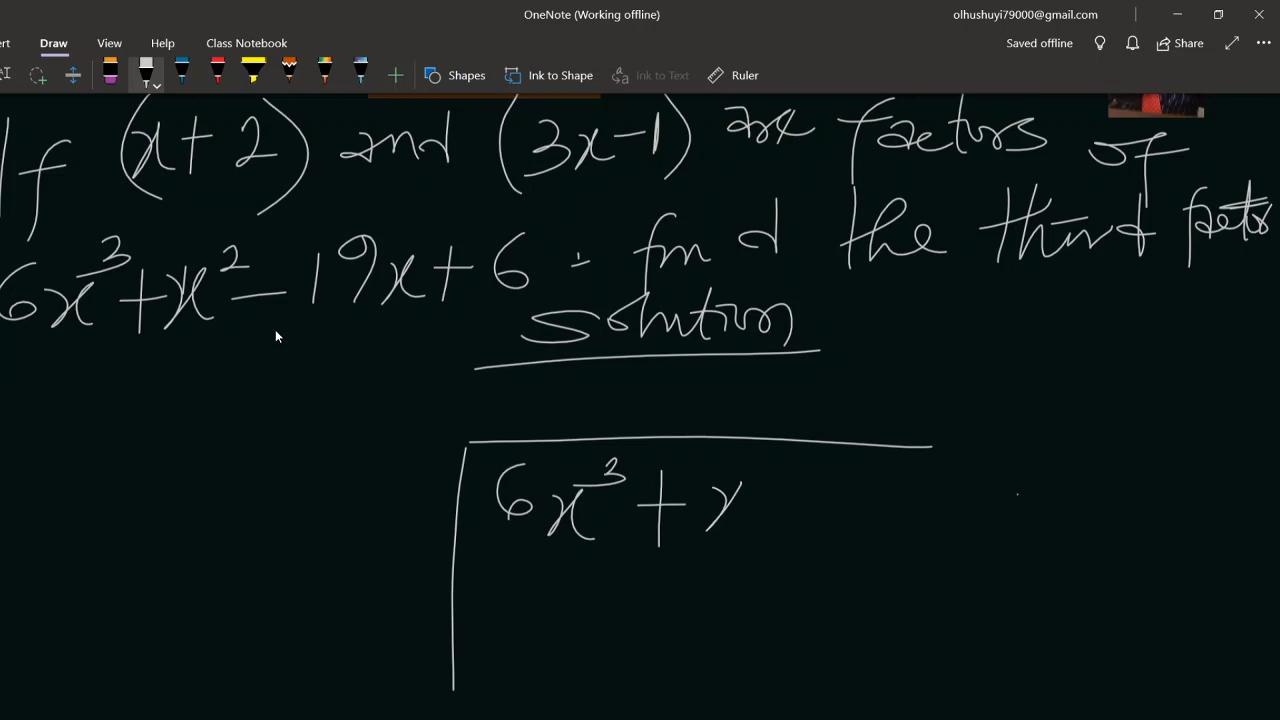 OneNote (Working offline)
olhushuyi79000@gmail.com
ert Draw View Help Class Notebook
Saved offline
Share
Shapes
Ink to Shape
Ink to Text
Ruler
If (x+2) and (3x-1) are factors of
6x³+x²-19x+6 - find the third factor
solution
6x³ + x